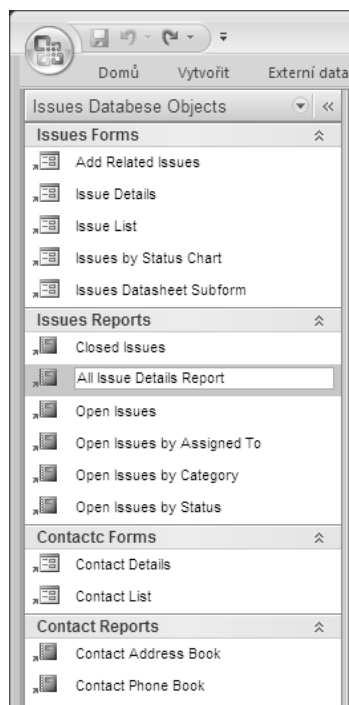 Domů Vytvořit Externí data
Issues Databese Objects
Issues Forms
Add Related Issues
Issue Details
Issue List
Issues by Status Chart
Issues Datasheet Subform
Issues Reports
Closed Issues
All Issue Details Report
Open Issues
Open Issues by Assigned To
Open Issues by Category
Open Issues by Status
Contactc Forms
Contact Details
Contact List
Contact Reports
Contact Address Book
Contact Phone Book